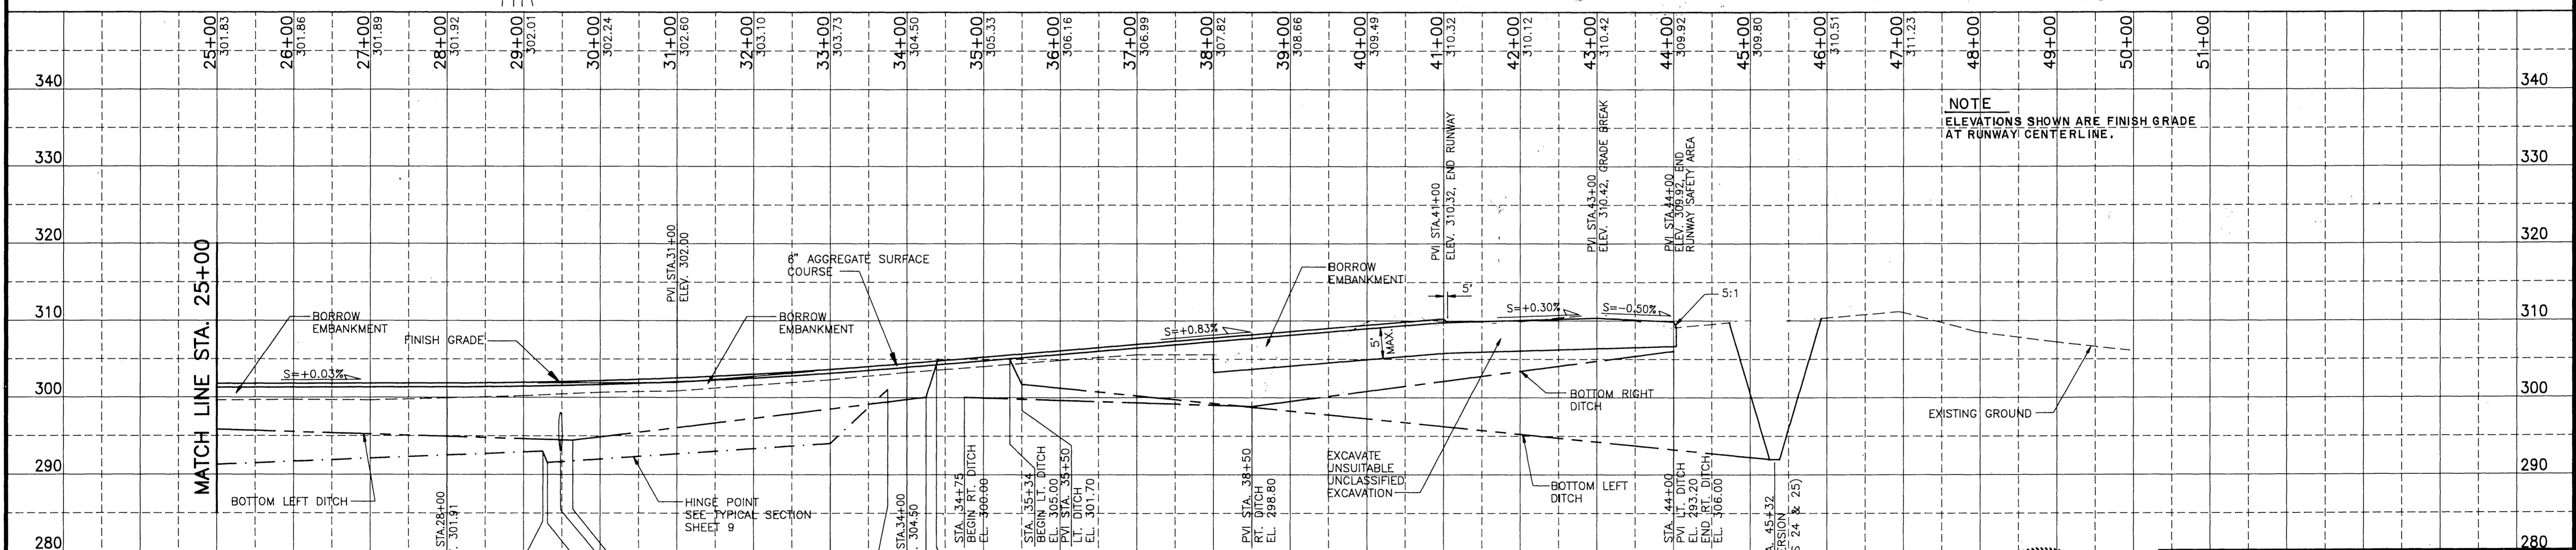 25+00 301.83
26+00 301.86
27+00 301.89
28+00 301.92
29+00 302.01
30+00 302.24
31+00 302.60
32+00 303.10
33+00 303.73
34+00 304.50
35+00 305.33
36+00 306.16
37+00 306.99
38+00 307.82
39+00 308.66
40+00 309.49
41+00 310.32
42+00 310.12
43+00 310.42
44+00 309.92
45+00 309.80
46+00 310.51
47+00 311.23
48+00
49+00
50+00
51+00
340
330
320
310
300
290
280
340
330
320
310
300
290
280
NOTE
ELEVATIONS SHOWN ARE FINISH GRADE
AT RUNWAY CENTERLINE.
MATCH LINE STA. 25+00
BORROW
EMBANKMENT
S=+0.03%
FINISH GRADE
BOTTOM LEFT DITCH
STA.28+00
301.91
PVI STA.31+00
ELEV. 302.00
6" AGGREGATE SURFACE
COURSE
BORROW
EMBANKMENT
HINGE POINT
SEE TYPICAL SECTION
SHEET 9
STA.34+00
304.50
STA. 34+75
BEGIN RT. DITCH
EL. 300.00
STA. 35+34
BEGIN LT. DITCH
EL. 305.00
PVI STA. 35+50
LT. DITCH
EL. 301.70
S=+0.83%
BORROW
EMBANKMENT
PVI STA. 38+50
RT. DITCH
EL. 298.80
5' MAX.
EXCAVATE
UNSUITABLE
UNCLASSIFIED
EXCAVATION
PVI STA.41+00
ELEV. 310.32, END RUNWAY
5'
S=+0.30%
S=-0.50%
PVI STA.43+00
ELEV. 310.42, GRADE BREAK
PVI STA.44+00
ELEV. 309.92, END
RUNWAY SAFETY AREA
5:1
BOTTOM RIGHT
DITCH
BOTTOM LEFT
DITCH
STA. 44+00
PVI LT. DITCH
EL. 293.20
END RT. DITCH
EL. 306.00
45+32
24 & 25)
EXISTING GROUND